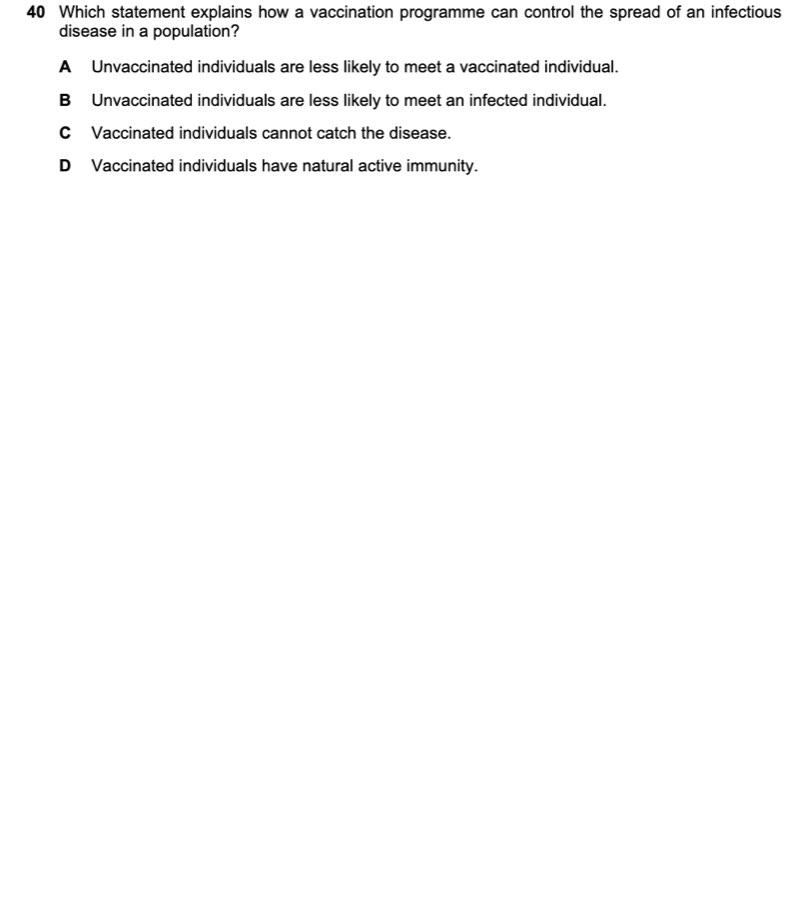 40 Which statement explains how a vaccination programme can control the spread of an infectious
disease in a population?
A Unvaccinated individuals are less likely to meet a vaccinated individual.
B Unvaccinated individuals are less likely to meet an infected individual.
C Vaccinated individuals cannot catch the disease.
D Vaccinated individuals have natural active immunity.